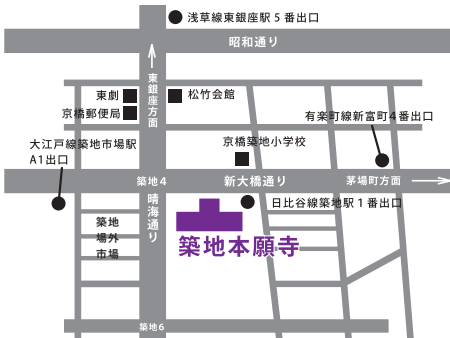 浅草線東銀座駅5番出口
昭和通り
東銀座方面
東劇
松竹会館
京橋郵便局
有楽町線新富町4番出口
大江戸線築地市場駅
A1出口
京橋築地小学校
築地4
新大橋通り
茅場町方面
晴海通り
日比谷線築地駅1番出口
築地
場外
市場
築地本願寺
築地6